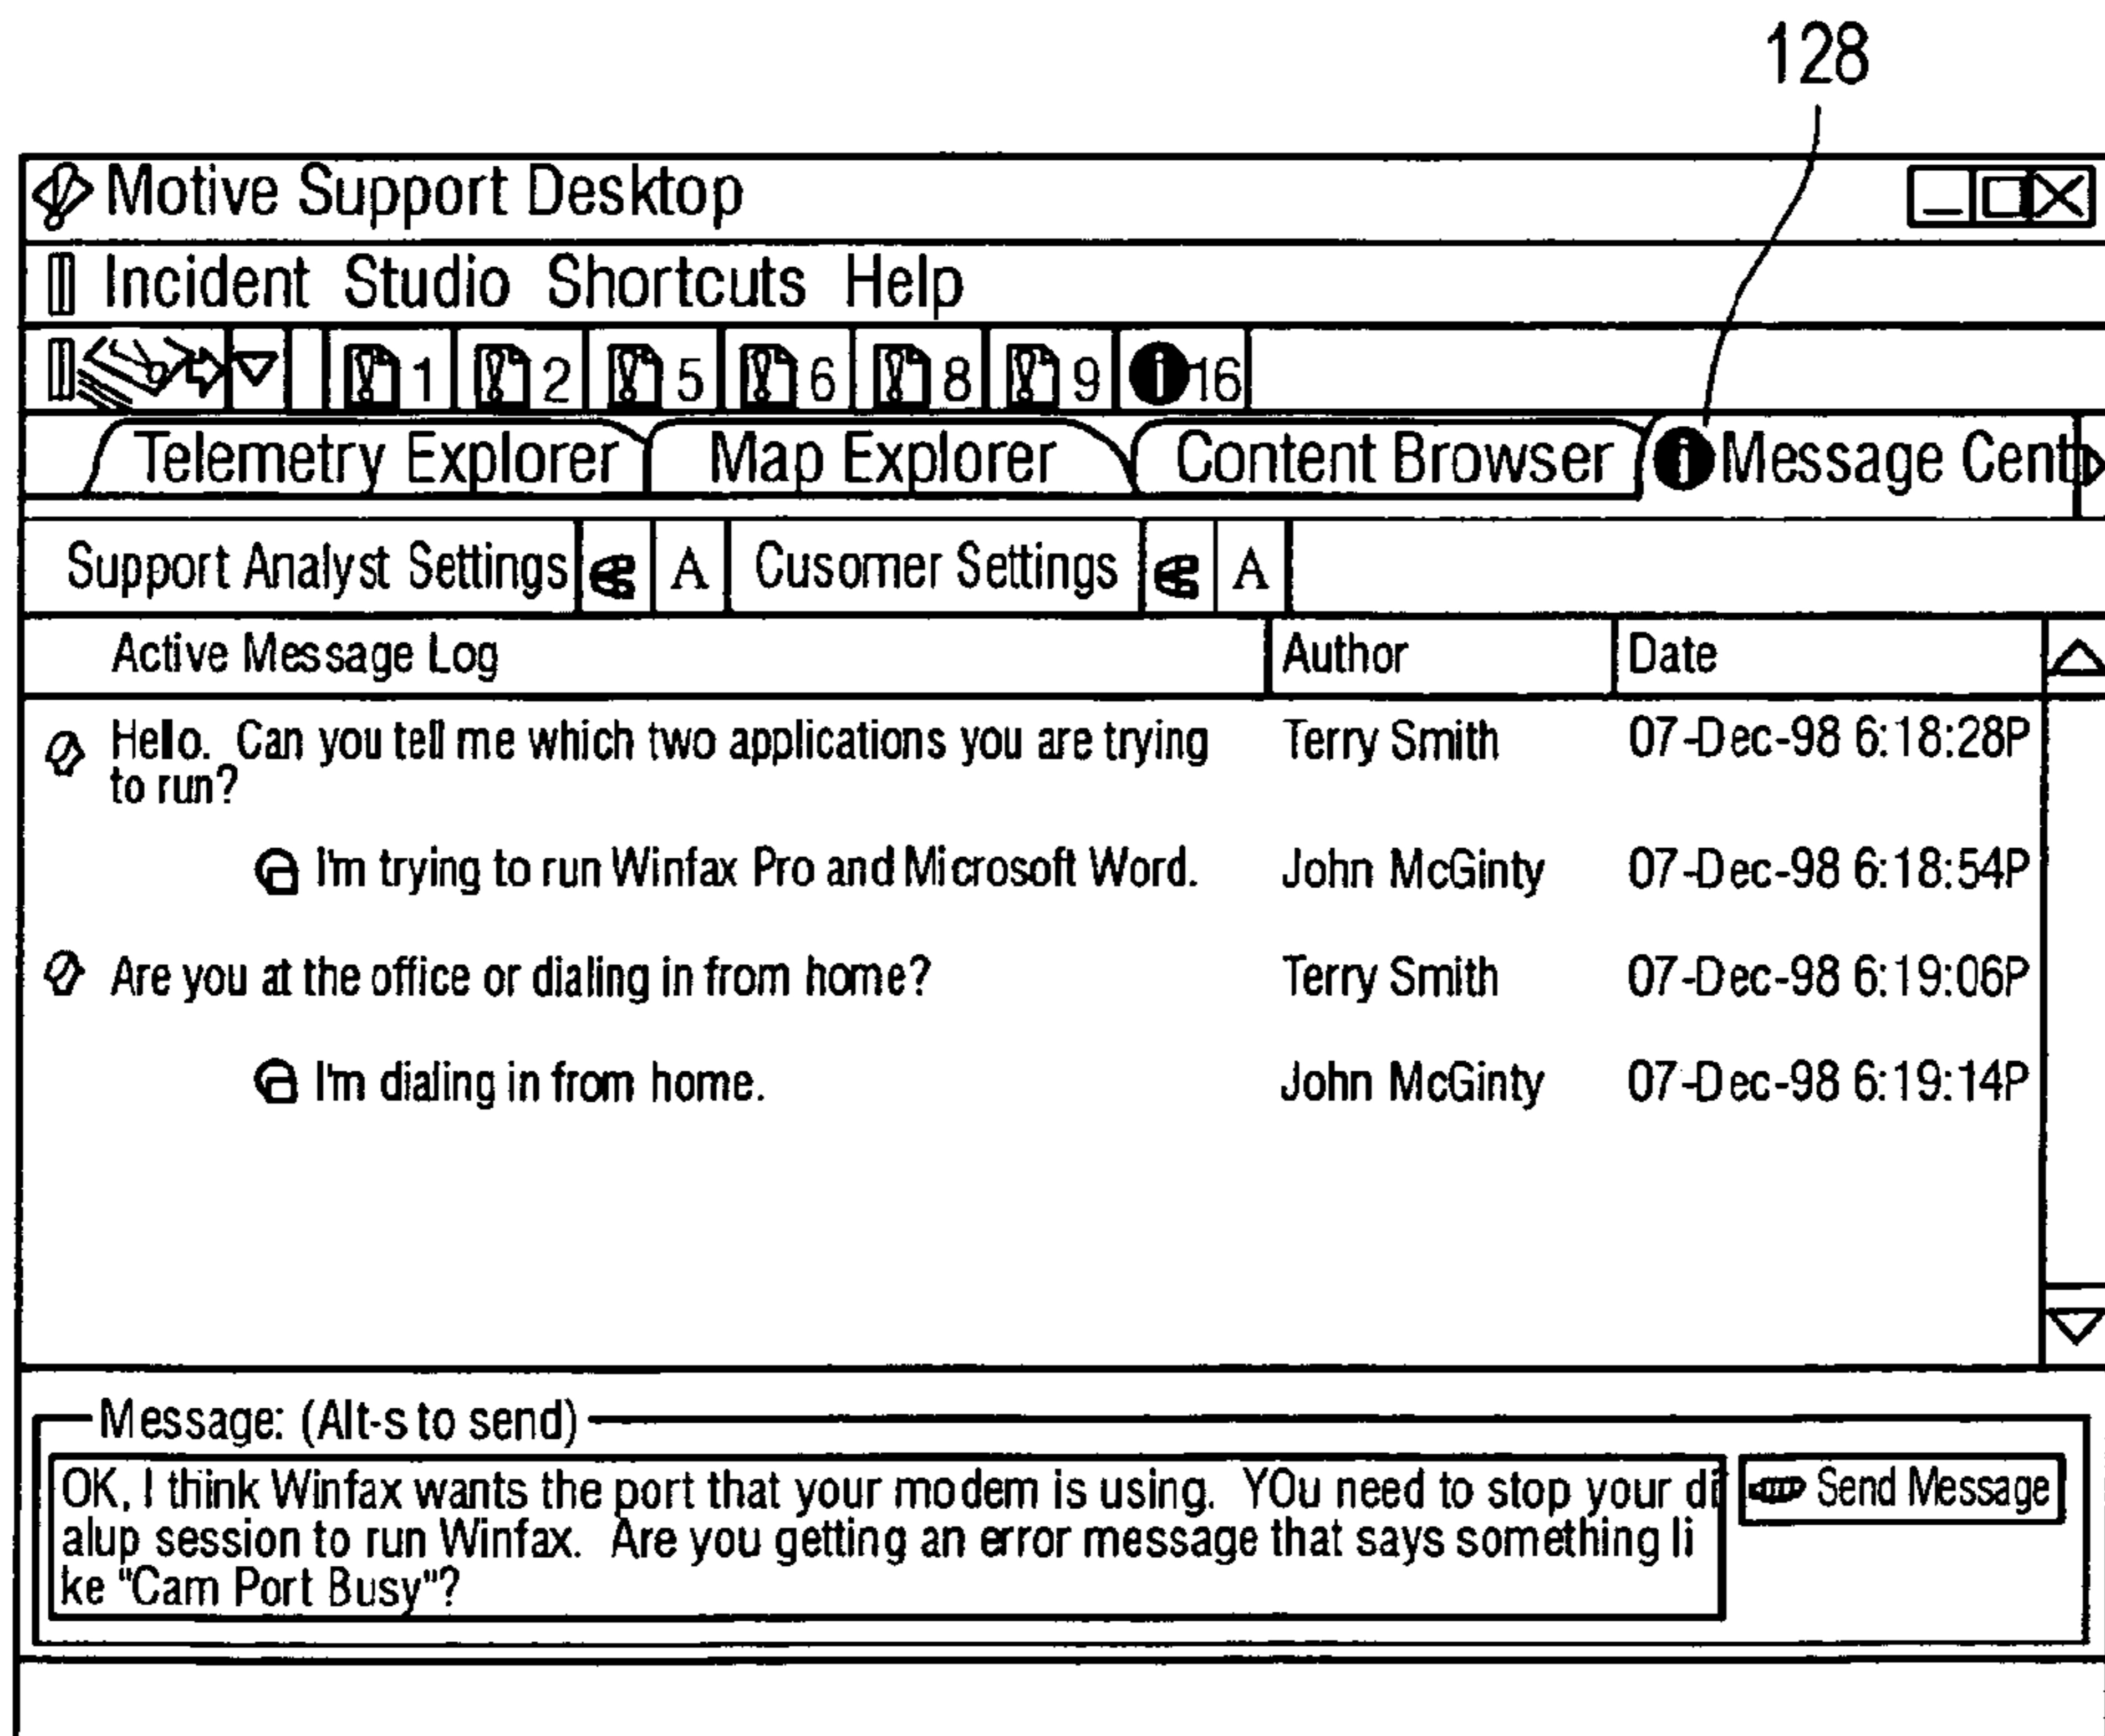 128
Motive Support Desktop
Incident Studio Shortcuts Help
1 2 5 6 8 9 i 16
Telemetry Explorer Map Explorer Content Browser i Message Cent
Support Analyst Settings A Cusomer Settings A
Active Message Log Author Date
Hello. Can you tell me which two applications you are trying Terry Smith 07-Dec-98 6:18:28P
to run?
I'm trying to run Winfax Pro and Microsoft Word. John McGinty 07-Dec-98 6:18:54P
Are you at the office or dialing in from home? Terry Smith 07-Dec-98 6:19:06P
I'm dialing in from home. John McGinty 07-Dec-98 6:19:14P
Message: (Alt-s to send)
OK, I think Winfax wants the port that your modem is using. YOu need to stop your di Send Message
alup session to run Winfax. Are you getting an error message that says something li
ke "Cam Port Busy"?